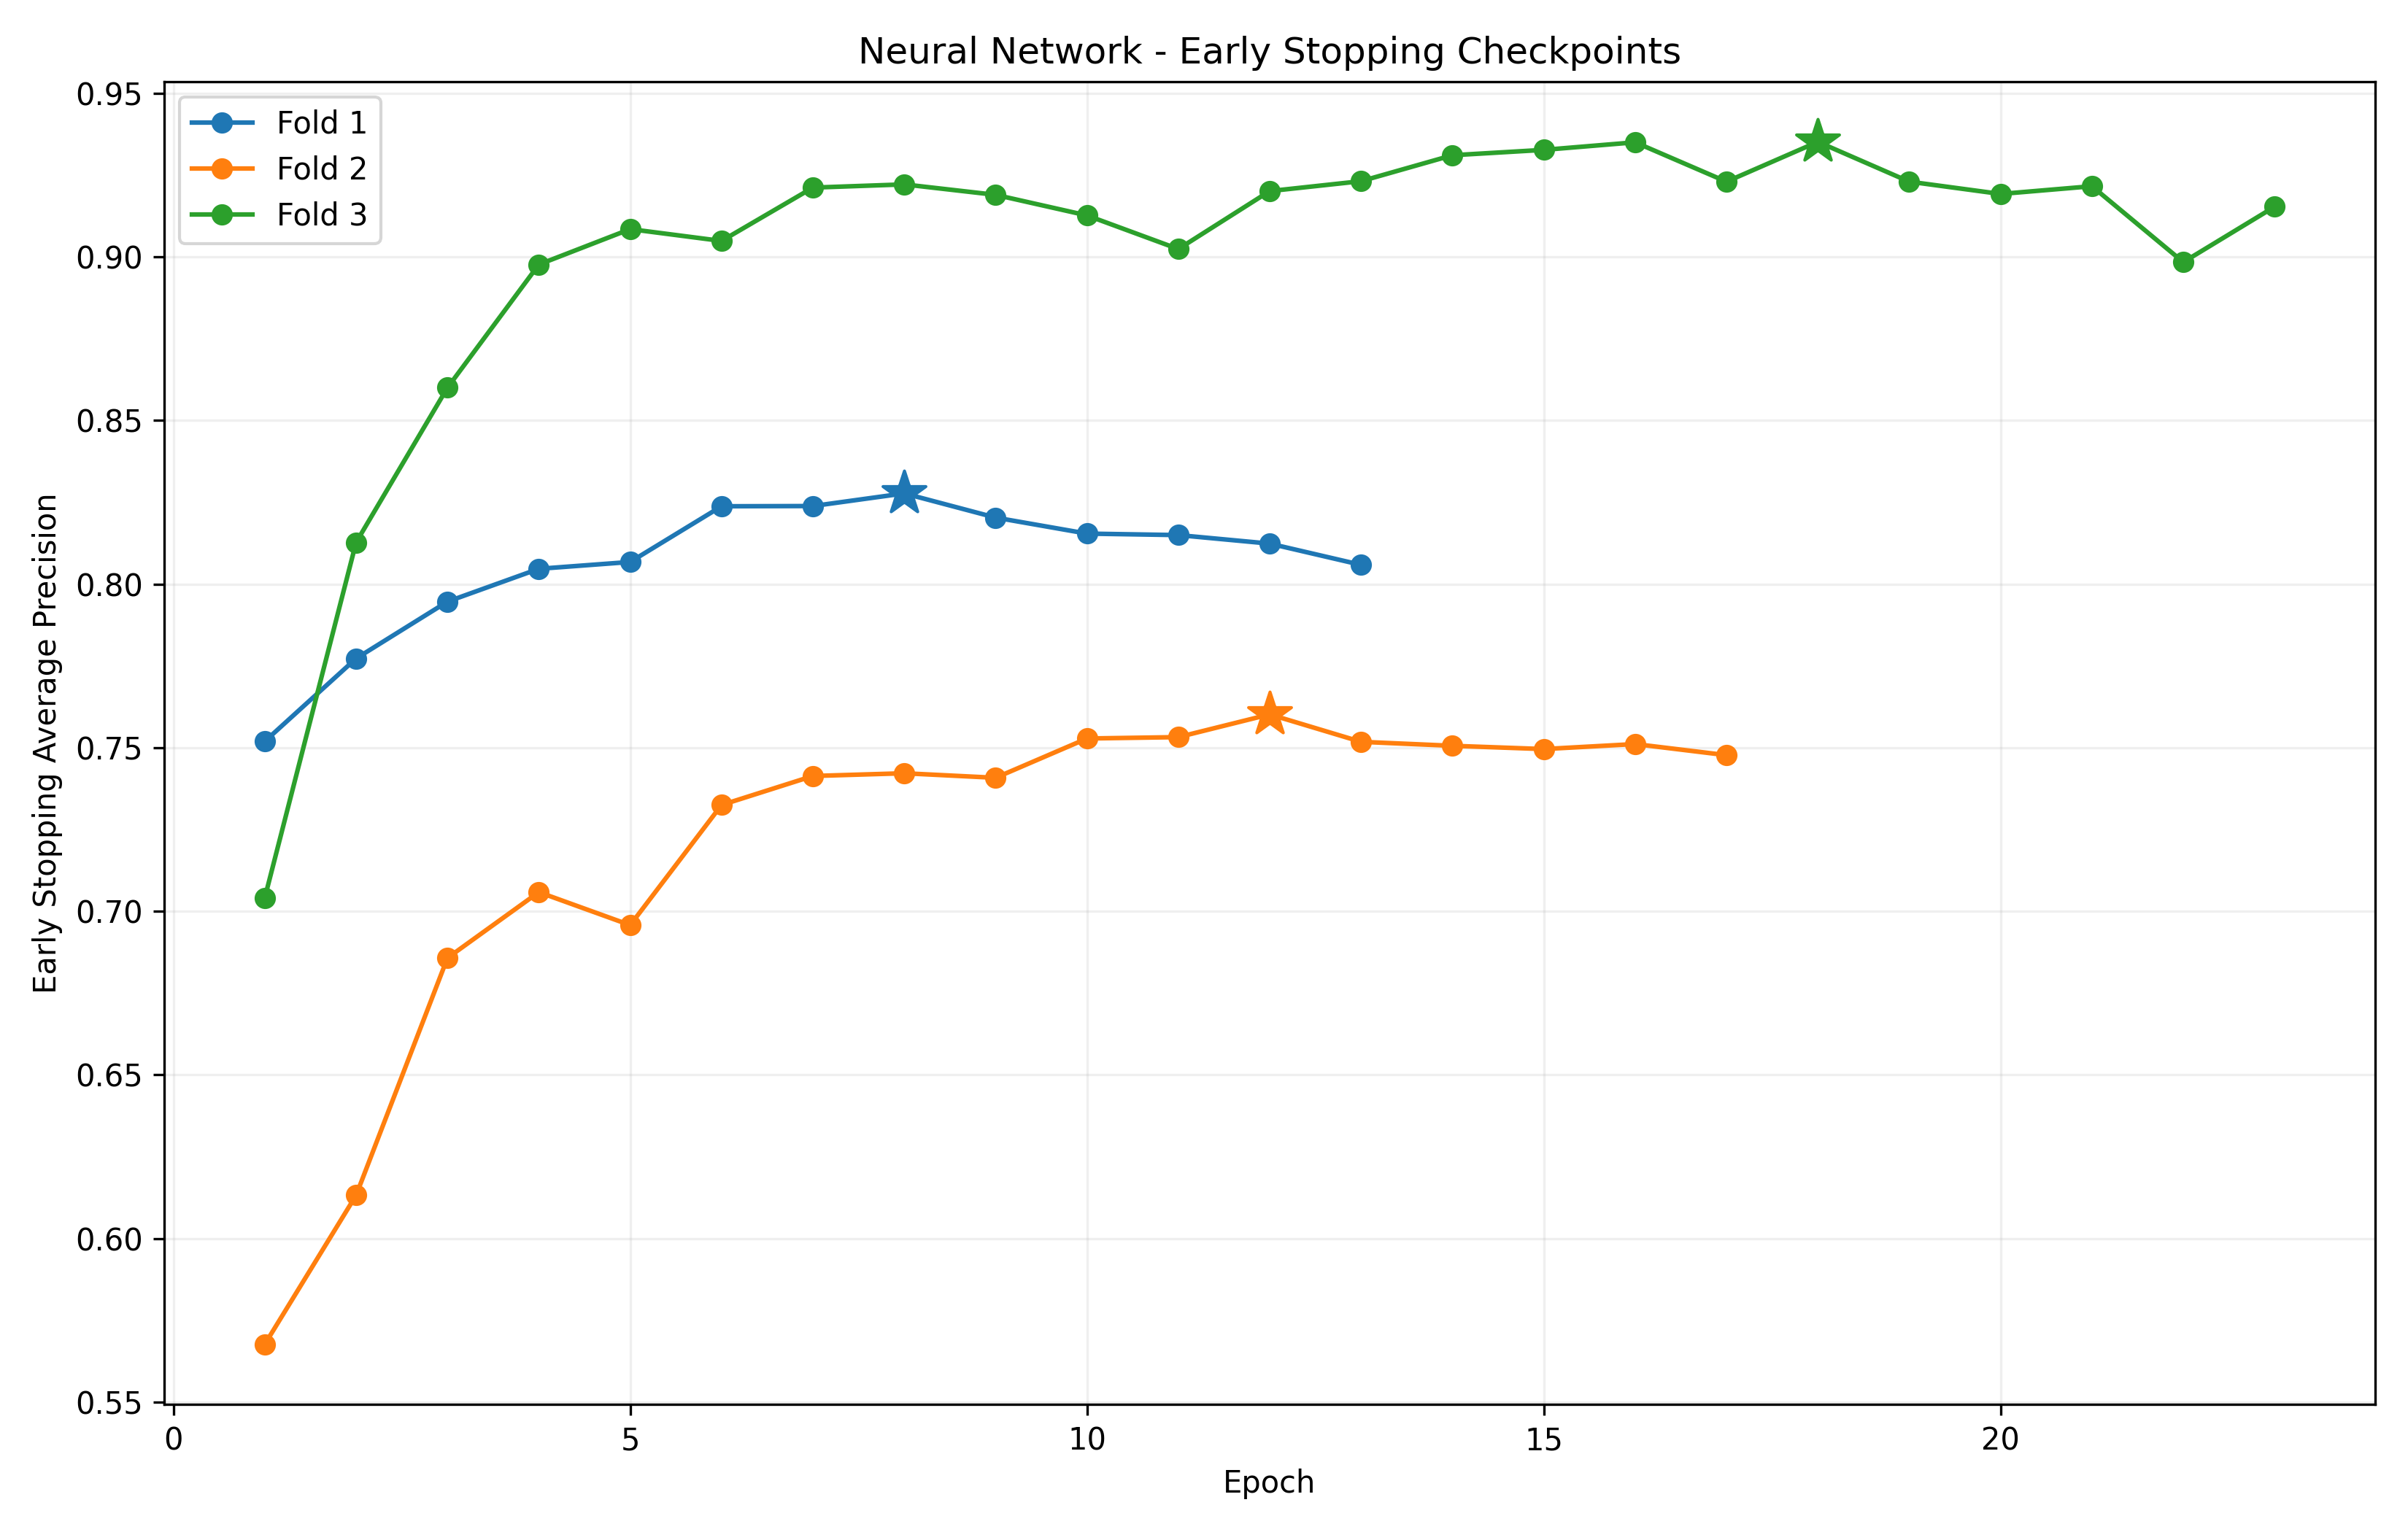 Neural Network - Early Stopping Checkpoints
Fold 1
Fold 2
Fold 3
Early Stopping Average Precision
0.95
0.90
0.85
0.80
0.75
0.70
0.65
0.60
0.55
0 5 10 15 20
Epoch